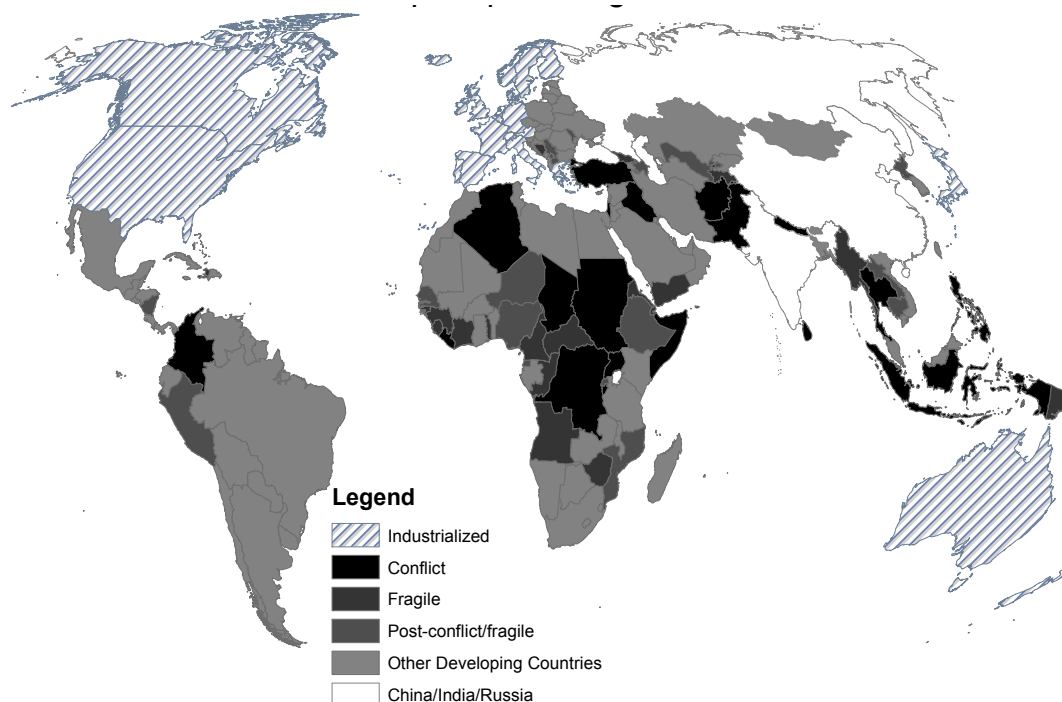 Legend
Industrialized
Conflict
Fragile
Post-conflict/fragile
Other Developing Countries
China/India/Russia